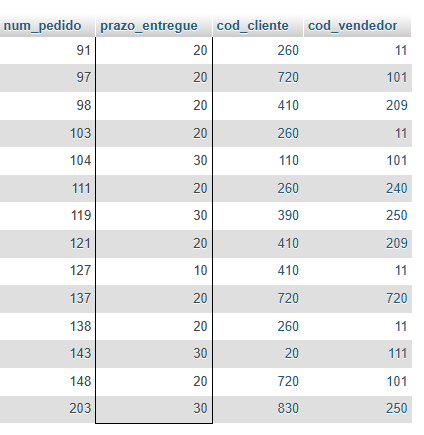 num_pedido prazo_entregue cod_cliente cod_vendedor
91 20 260 11
97 20 720 101
98 20 410 209
103 20 260 11
104 30 110 101
111 20 260 240
119 30 390 250
121 20 410 209
127 10 410 11
137 20 720 720
138 20 260 11
143 30 20 111
148 20 720 101
203 30 830 250